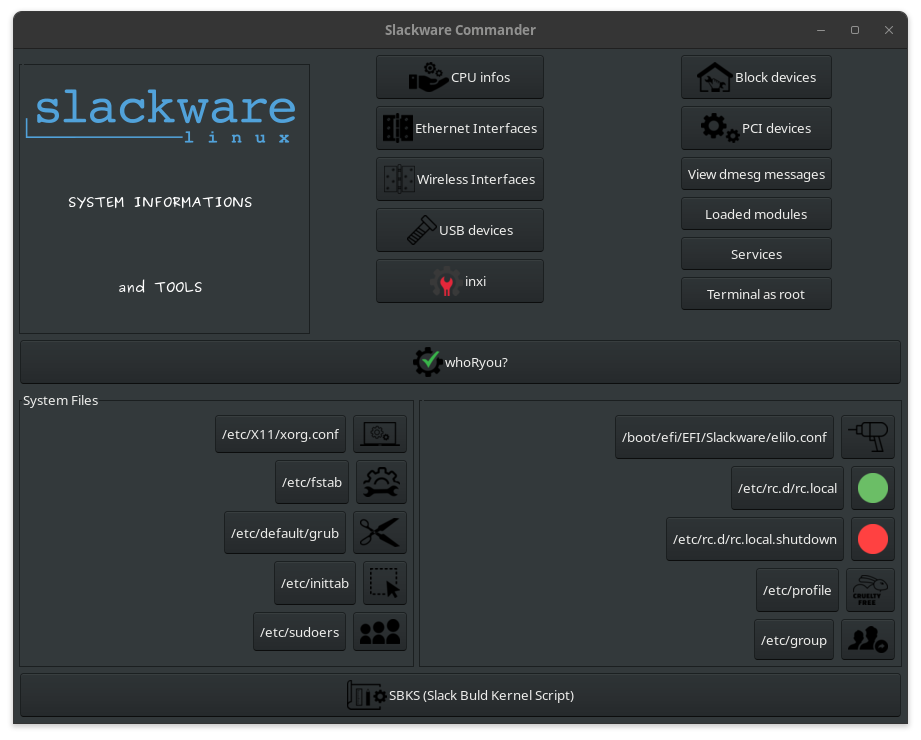 Slackware Commander
slackware
linux
SYSTEM INFORMATIONS
and TOOLS
CPU infos
Ethernet Interfaces
Wireless Interfaces
USB devices
inxi
Block devices
PCI devices
View dmesg messages
Loaded modules
Services
Terminal as root
whoRyou?
System Files
/etc/X11/xorg.conf
/etc/fstab
/etc/default/grub
/etc/inittab
/etc/sudoers
/boot/efi/EFI/Slackware/elilo.conf
/etc/rc.d/rc.local
/etc/rc.d/rc.local.shutdown
/etc/profile
CRUELTY
FREE
/etc/group
SBKS (Slack Buld Kernel Script)